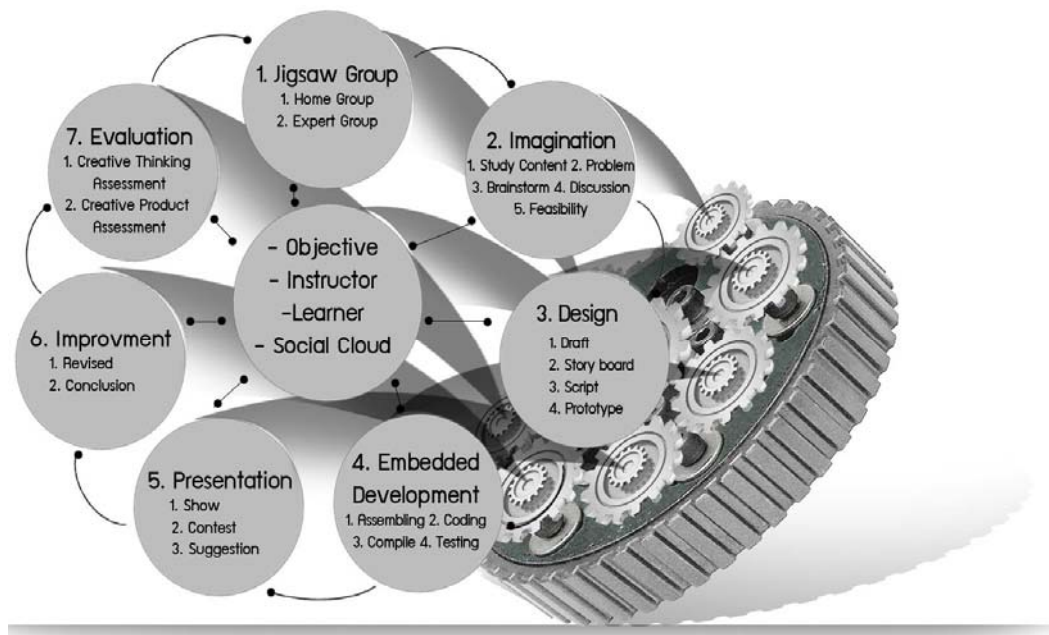 1. Jigsaw Group
1. Home Group
2. Expert Group
2. Imagination
1. Study Content 2. Problem
3. Brainstorm 4. Discussion
5. Feasibility
3. Design
1. Draft
2. Story board
3. Script
4. Prototype
4. Embedded
Development
1. Assembling 2. Coding
3. Compile 4. Testing
5. Presentation
1. Show
2. Contest
3. Suggestion
6. Improvment
1. Revised
2. Conclusion
7. Evaluation
1. Creative Thinking
Assessment
2. Creative Product
Assessment
- Objective
- Instructor
-Learner
- Social Cloud